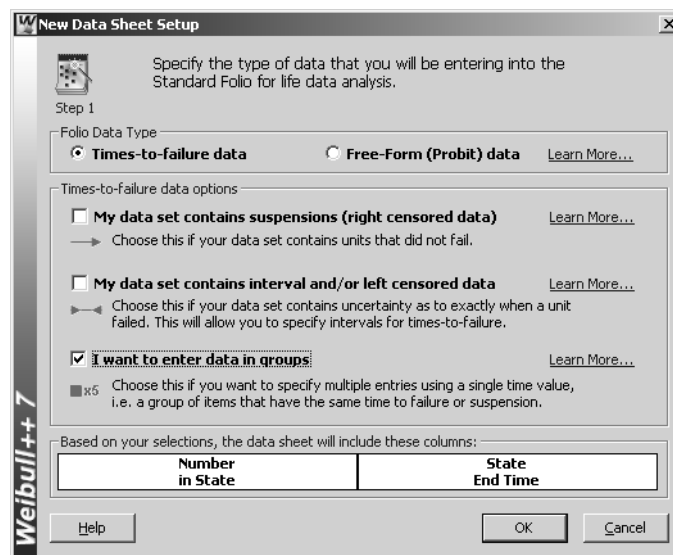 New Data Sheet Setup
Specify the type of data that you will be entering into the
Standard Folio for life data analysis.
Step 1
Folio Data Type
Times-to-failure data Free-Form (Probit) data Learn More...
Times-to-failure data options
My data set contains suspensions (right censored data) Learn More...
Choose this if your data set contains units that did not fail.
My data set contains interval and/or left censored data Learn More...
Choose this if your data set contains uncertainty as to exactly when a unit
failed. This will allow you to specify intervals for times-to-failure.
I want to enter data in groups Learn More...
x5 Choose this if you want to specify multiple entries using a single time value,
i.e. a group of items that have the same time to failure or suspension.
Based on your selections, the data sheet will include these columns:
Number State
in State End Time
Weibull++ 7
Help OK Cancel